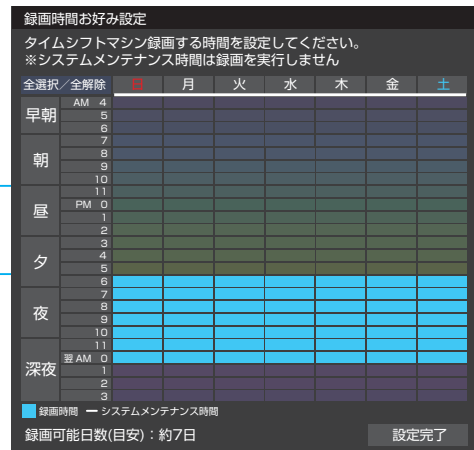 録画時間お好み設定
タイムシフトマシン録画する時間を設定してください。
※システムメンテナンス時間は録画を実行しません
全選択/全解除 日 月 火 水 木 金 土
早朝
AM 4
5
6
朝
7
8
9
10
昼
11
PM 0
1
2
夕
3
4
5
夜
6
7
8
9
10
深夜
11
翌AM 0
1
2
3
録画時間 ー システムメンテナンス時間
録画可能日数(目安):約7日 設定完了